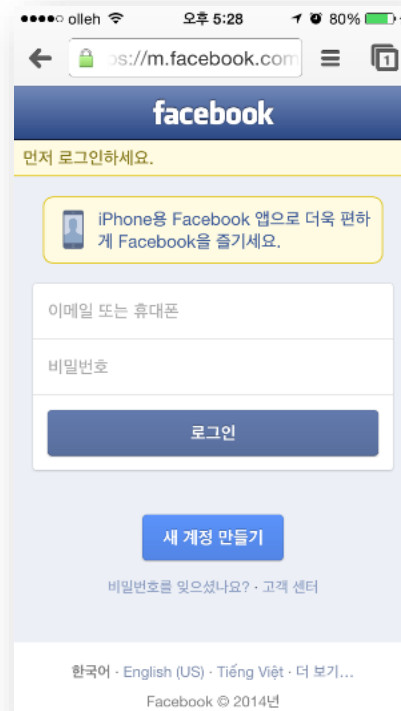 olleh 오후 5:28 80%
ps://m.facebook.com 1
facebook
먼저 로그인하세요.
iPhone용 Facebook 앱으로 더욱 편하
게 Facebook을 즐기세요.
이메일 또는 휴대폰
비밀번호
로그인
새 계정 만들기
비밀번호를 잊으셨나요? · 고객 센터
한국어 · English (US) · Tiếng Việt · 더 보기...
Facebook © 2014년